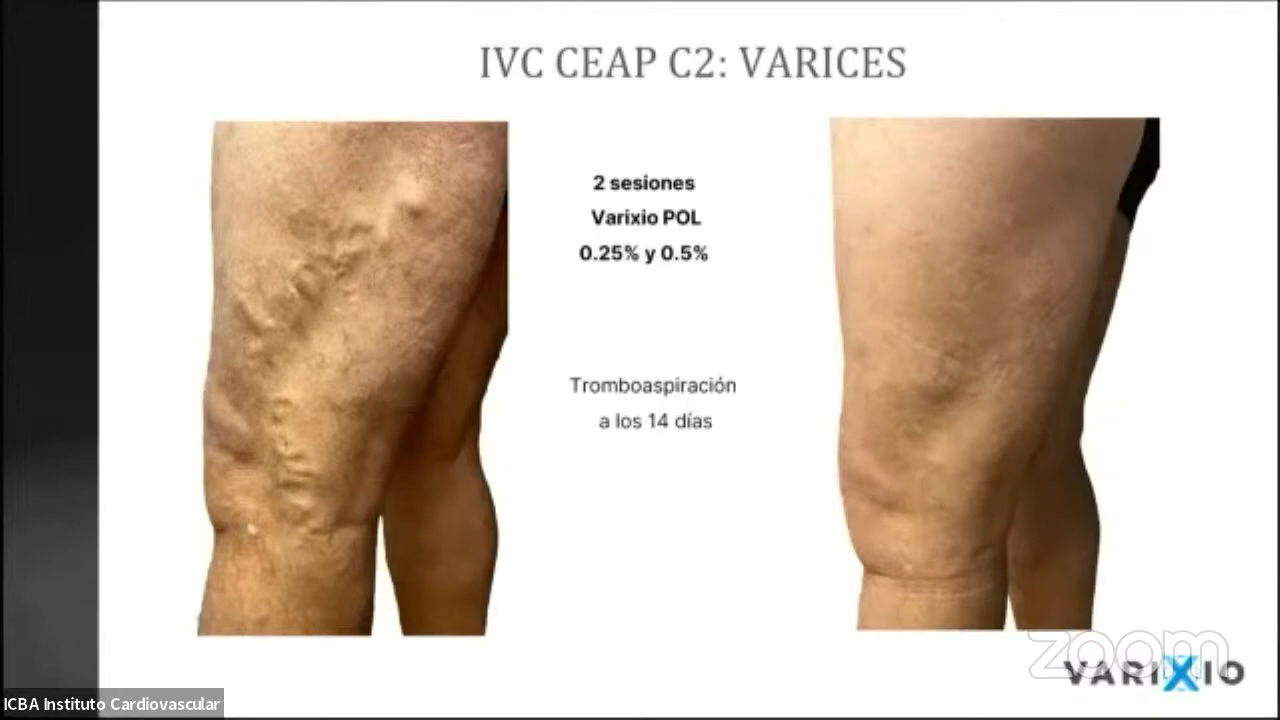 IVC CEAP C2: VARICES
2 sesiones
Varixio POL
0.25% y 0.5%
Tromboaspiración
a los 14 días
zoom
VARIXIO
ICBA Instituto Cardiovascular